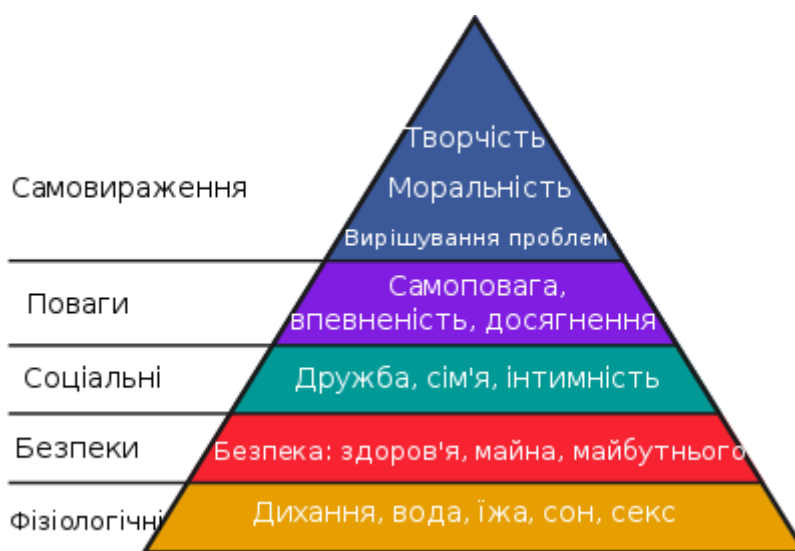 Творчість
Самовираження
Моральність
Вирішування проблем
Поваги
Самоповага,
впевненість, досягнення
Соціальні
Дружба, сім'я, інтимність
Безпеки
Безпека: здоров'я, майна, майбутнього
Фізіологічні
Дихання, вода, їжа, сон, секс